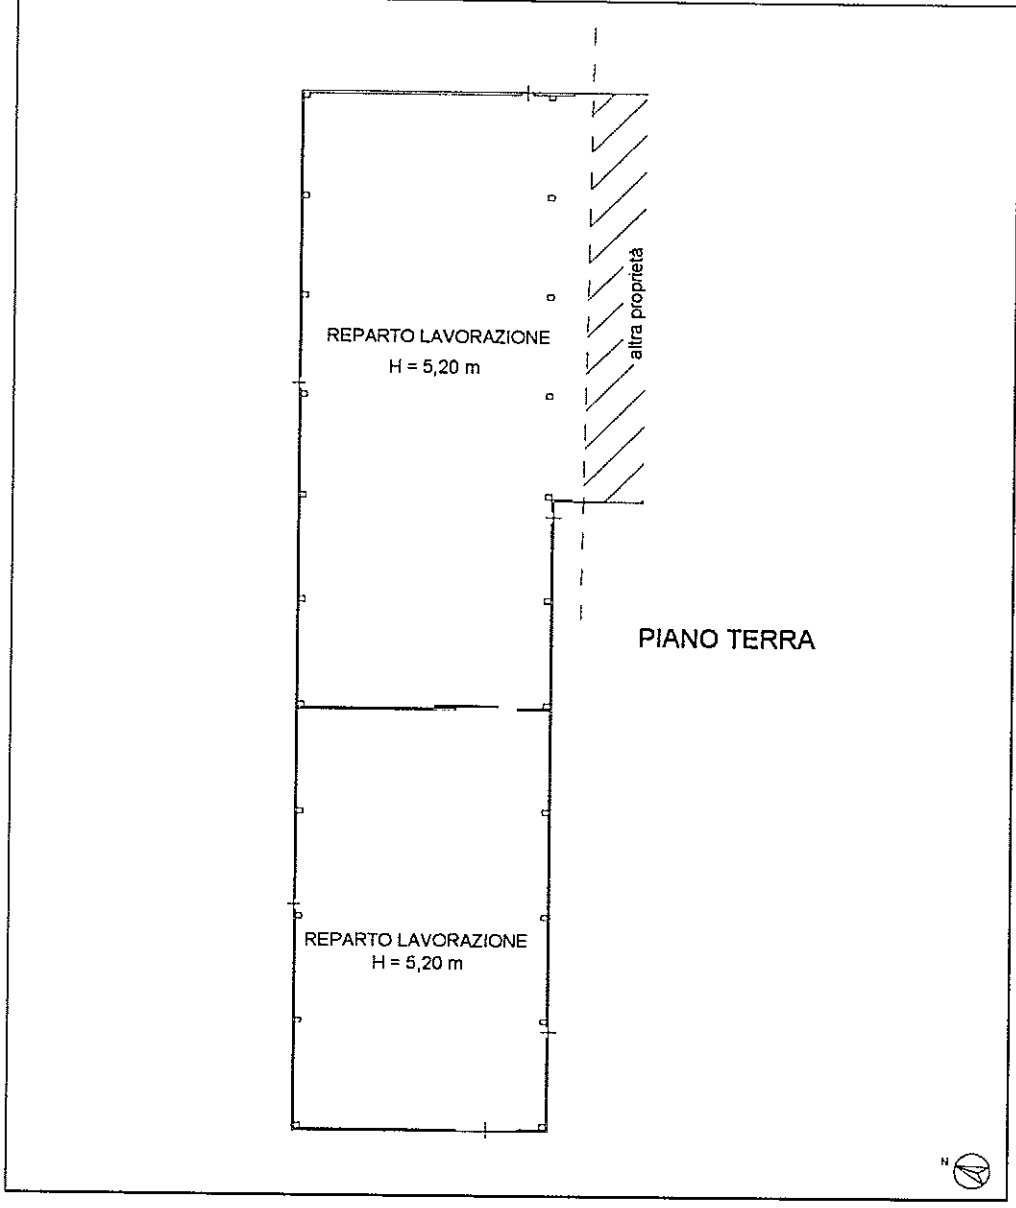 REPARTO LAVORAZIONE
H = 5,20 m
altra proprietà
PIANO TERRA
REPARTO LAVORAZIONE
H = 5,20 m
N